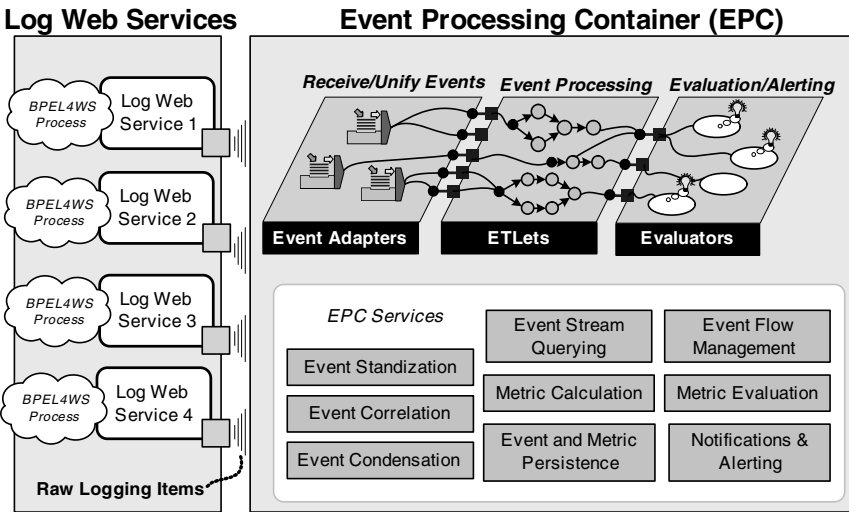 Log Web Services
Event Processing Container (EPC)
BPEL4WS
Process
Log Web
Service 1
BPEL4WS
Process
Log Web
Service 2
BPEL4WS
Process
Log Web
Service 3
BPEL4WS
Process
Log Web
Service 4
Raw Logging Items
Receive/Unify Events
Event Processing
Evaluation/Alerting
Event Adapters
ETLets
Evaluators
EPC Services
Event Standization
Event Correlation
Event Condensation
Event Stream
Querying
Metric Calculation
Event and Metric
Persistence
Event Flow
Management
Metric Evaluation
Notifications &
Alerting